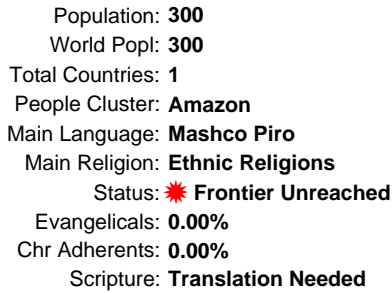 Population: 300
World Popl: 300
Total Countries: 1
People Cluster: Amazon
Main Language: Mashco Piro
Main Religion: Ethnic Religions
Status: Frontier Unreached
Evangelicals: 0.00%
Chr Adherents: 0.00%
Scripture: Translation Needed